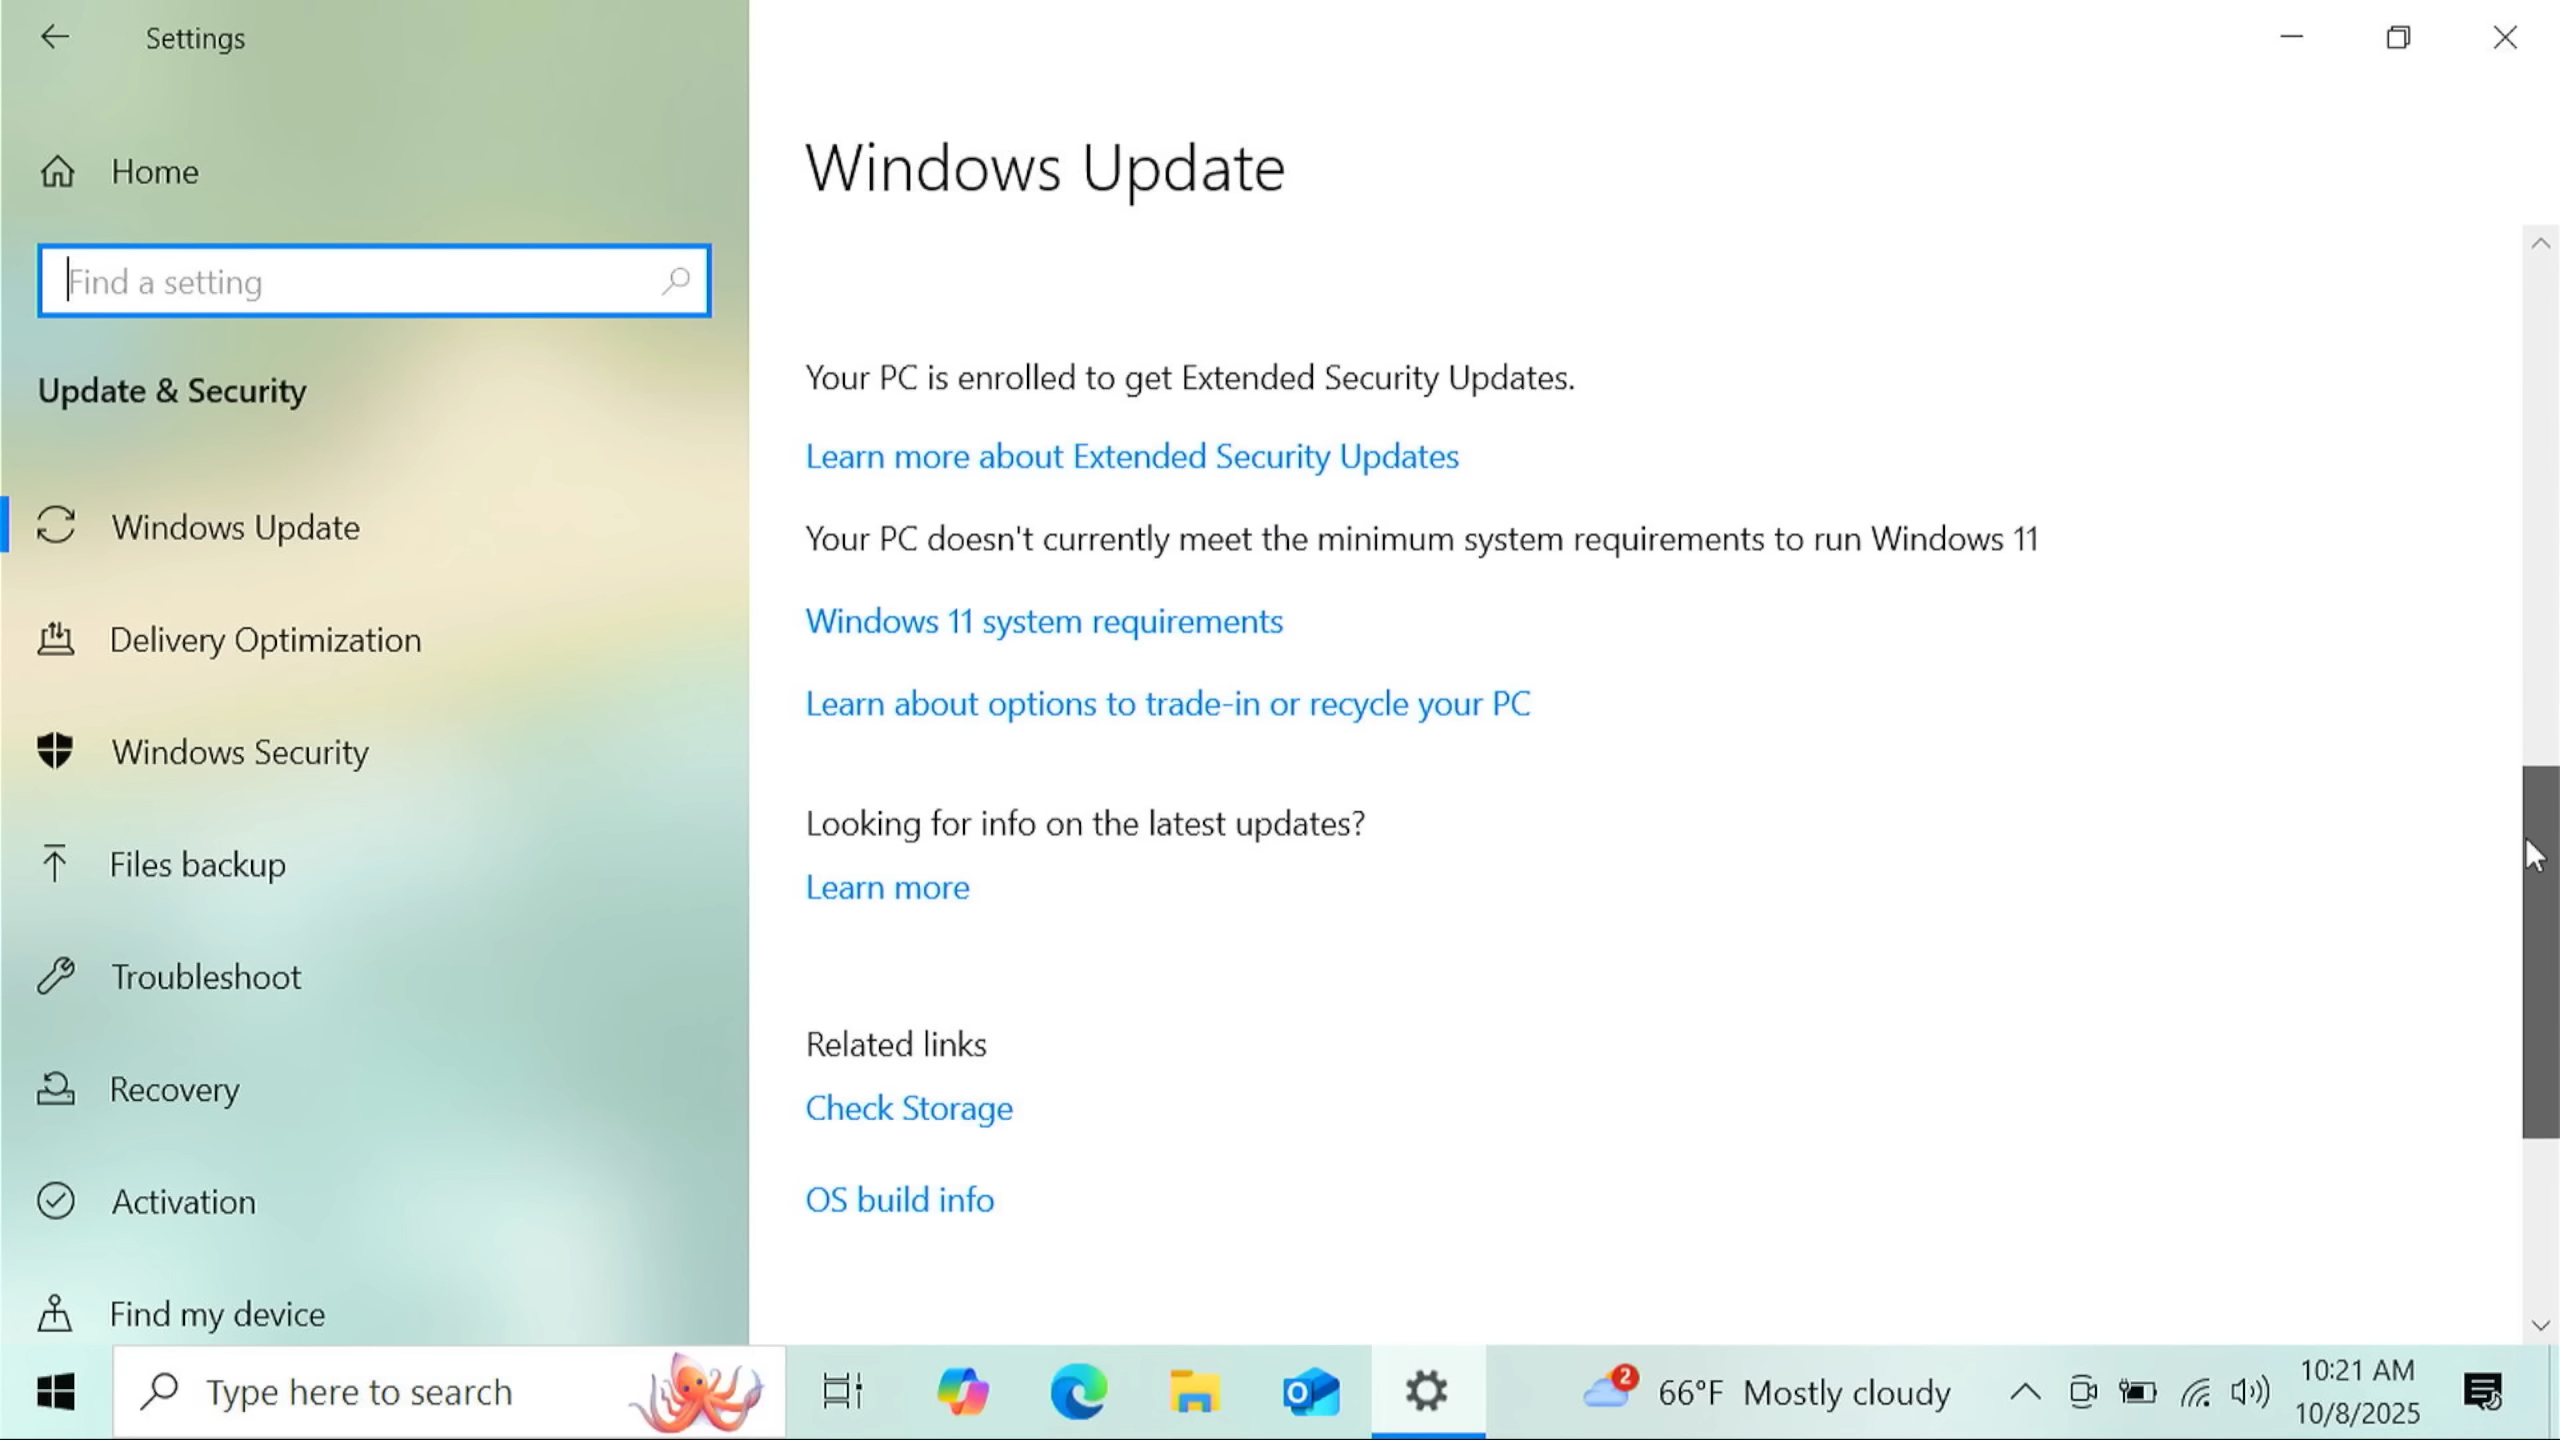 Settings
Home
Find a setting
Update & Security
Windows Update
Delivery Optimization
Windows Security
Files backup
Troubleshoot
Recovery
Activation
Find my device
Windows Update
Your PC is enrolled to get Extended Security Updates.
Learn more about Extended Security Updates
Your PC doesn't currently meet the minimum system requirements to run Windows 11
Windows 11 system requirements
Learn about options to trade-in or recycle your PC
Looking for info on the latest updates?
Learn more
Related links
Check Storage
OS build info
Type here to search
2
66°F Mostly cloudy
10:21 AM
10/8/2025